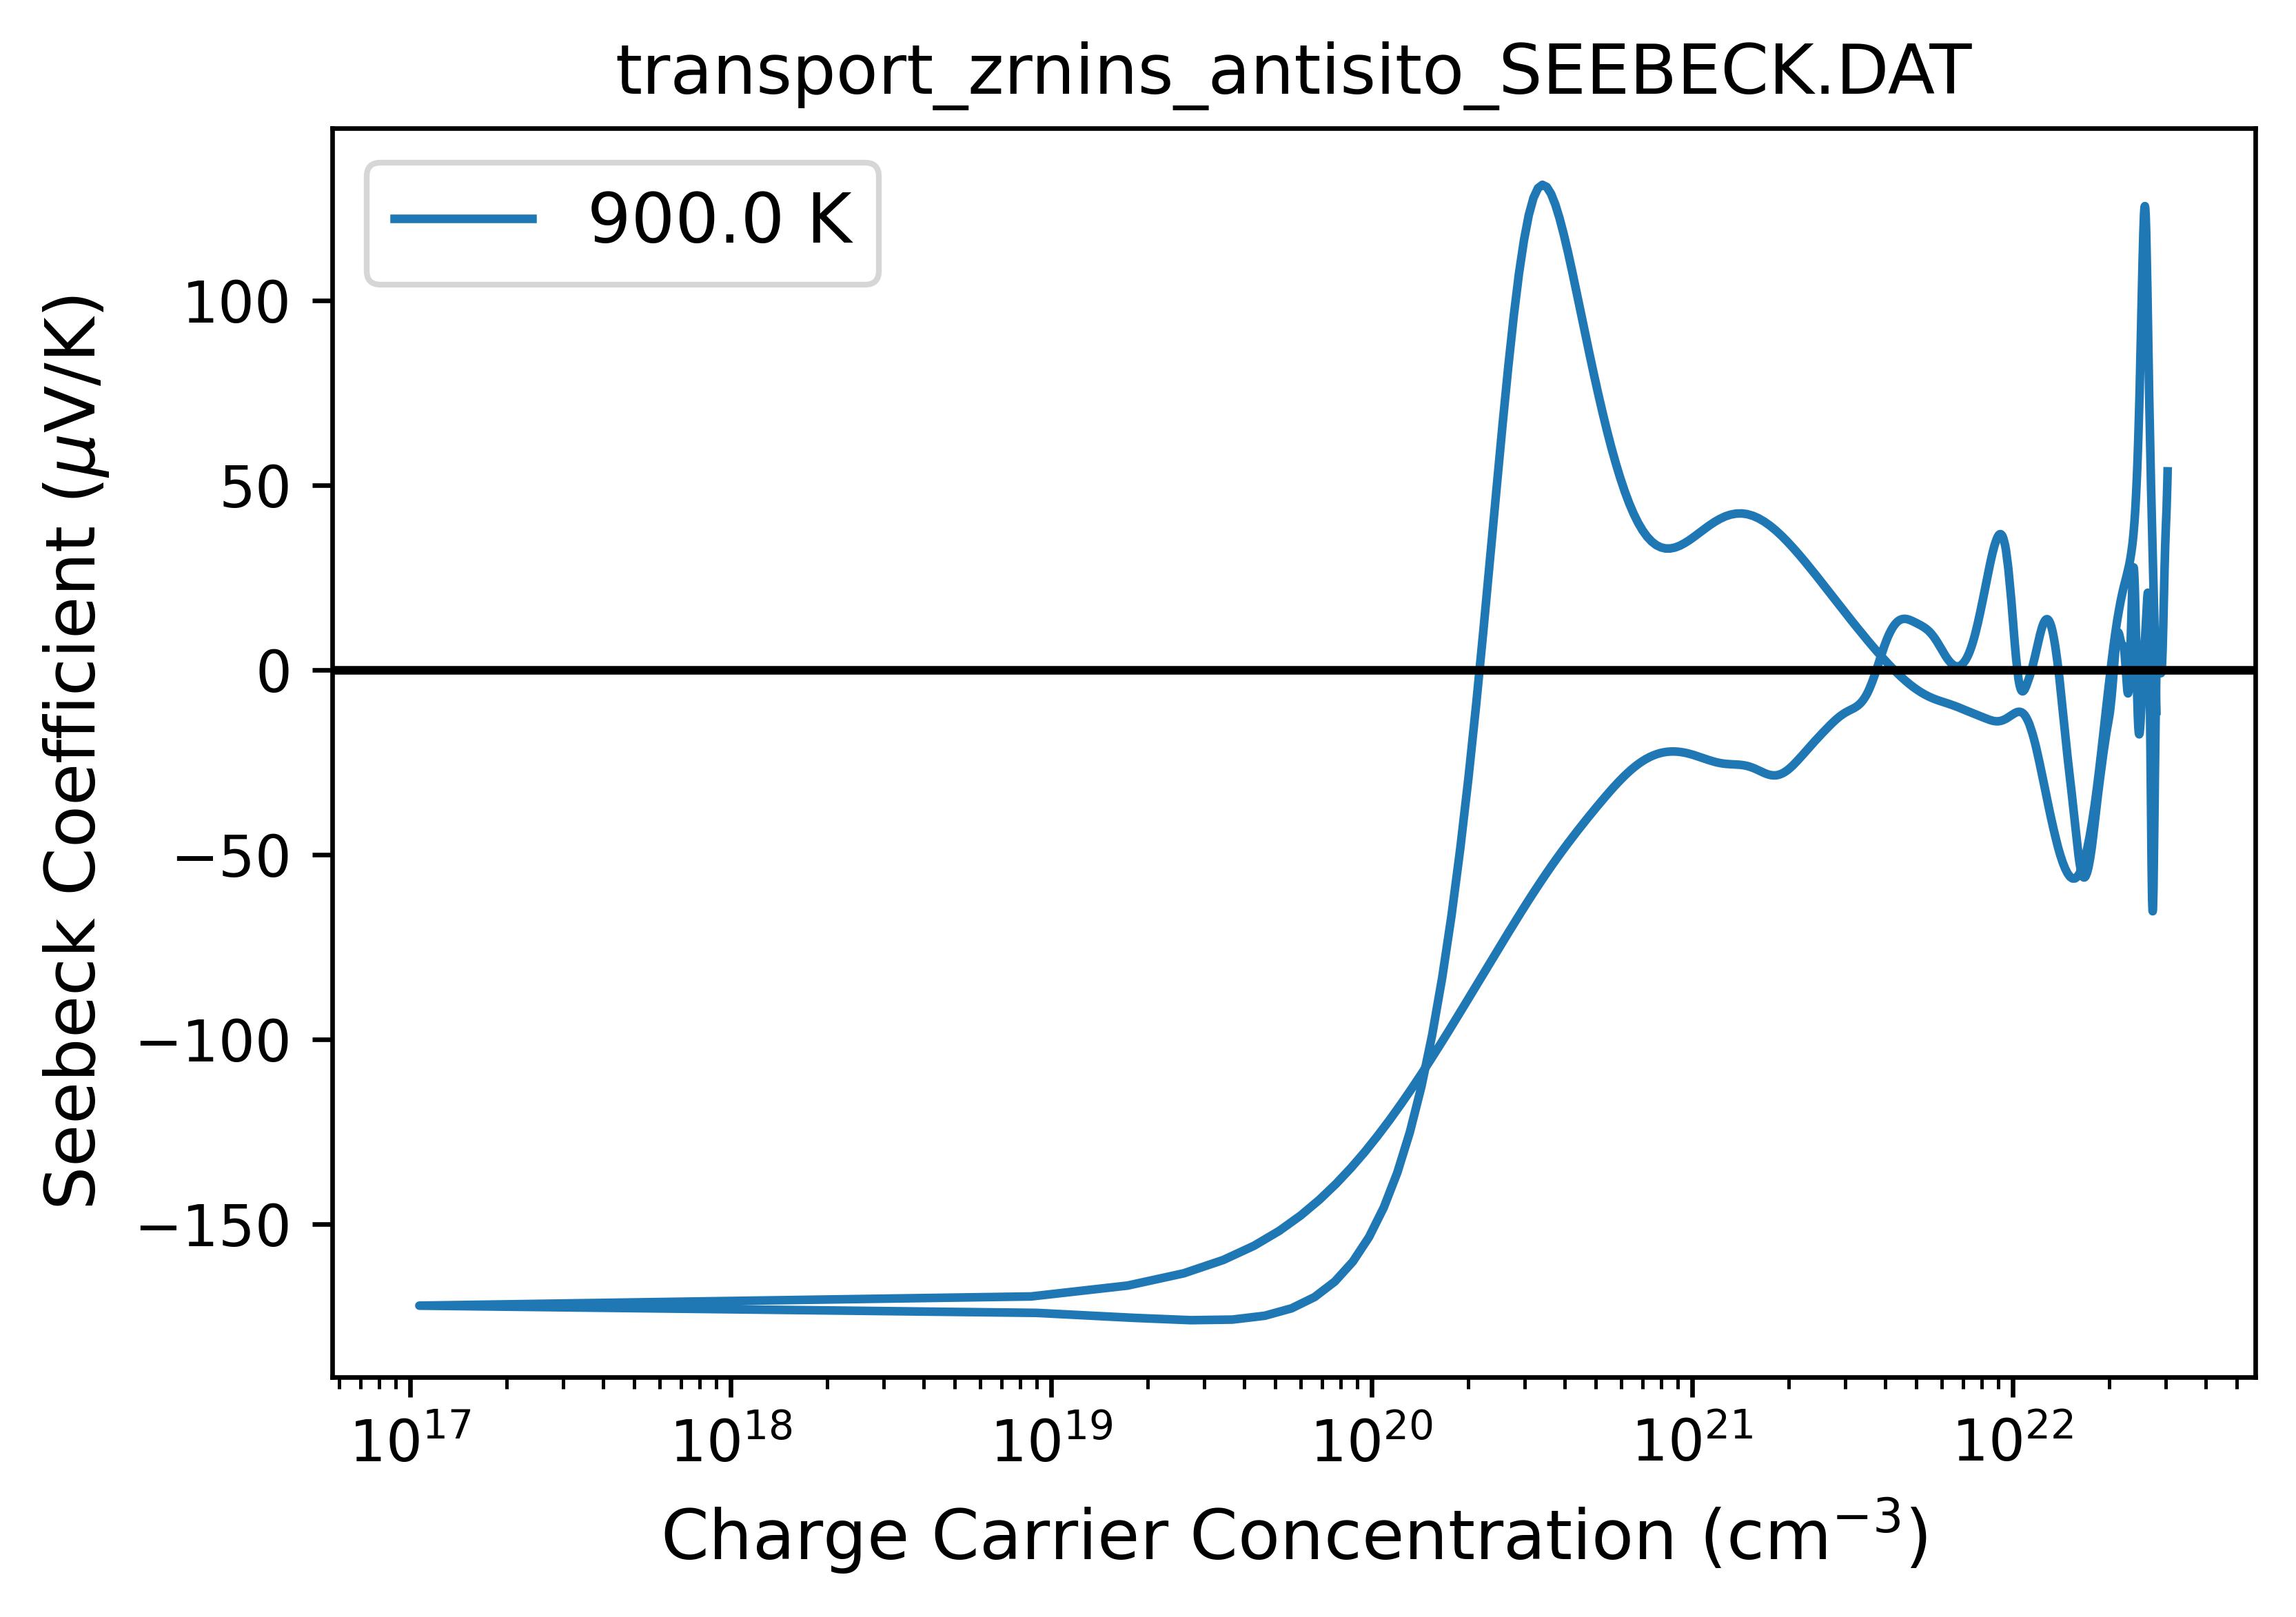 transport_zrnins_antisito_SEEBECK.DAT
900.0 K
Seebeck Coefficient (μV/K)
100
50
0
−50
−100
−150
10¹⁷ 10¹⁸ 10¹⁹ 10²⁰ 10²¹ 10²²
Charge Carrier Concentration (cm⁻³)